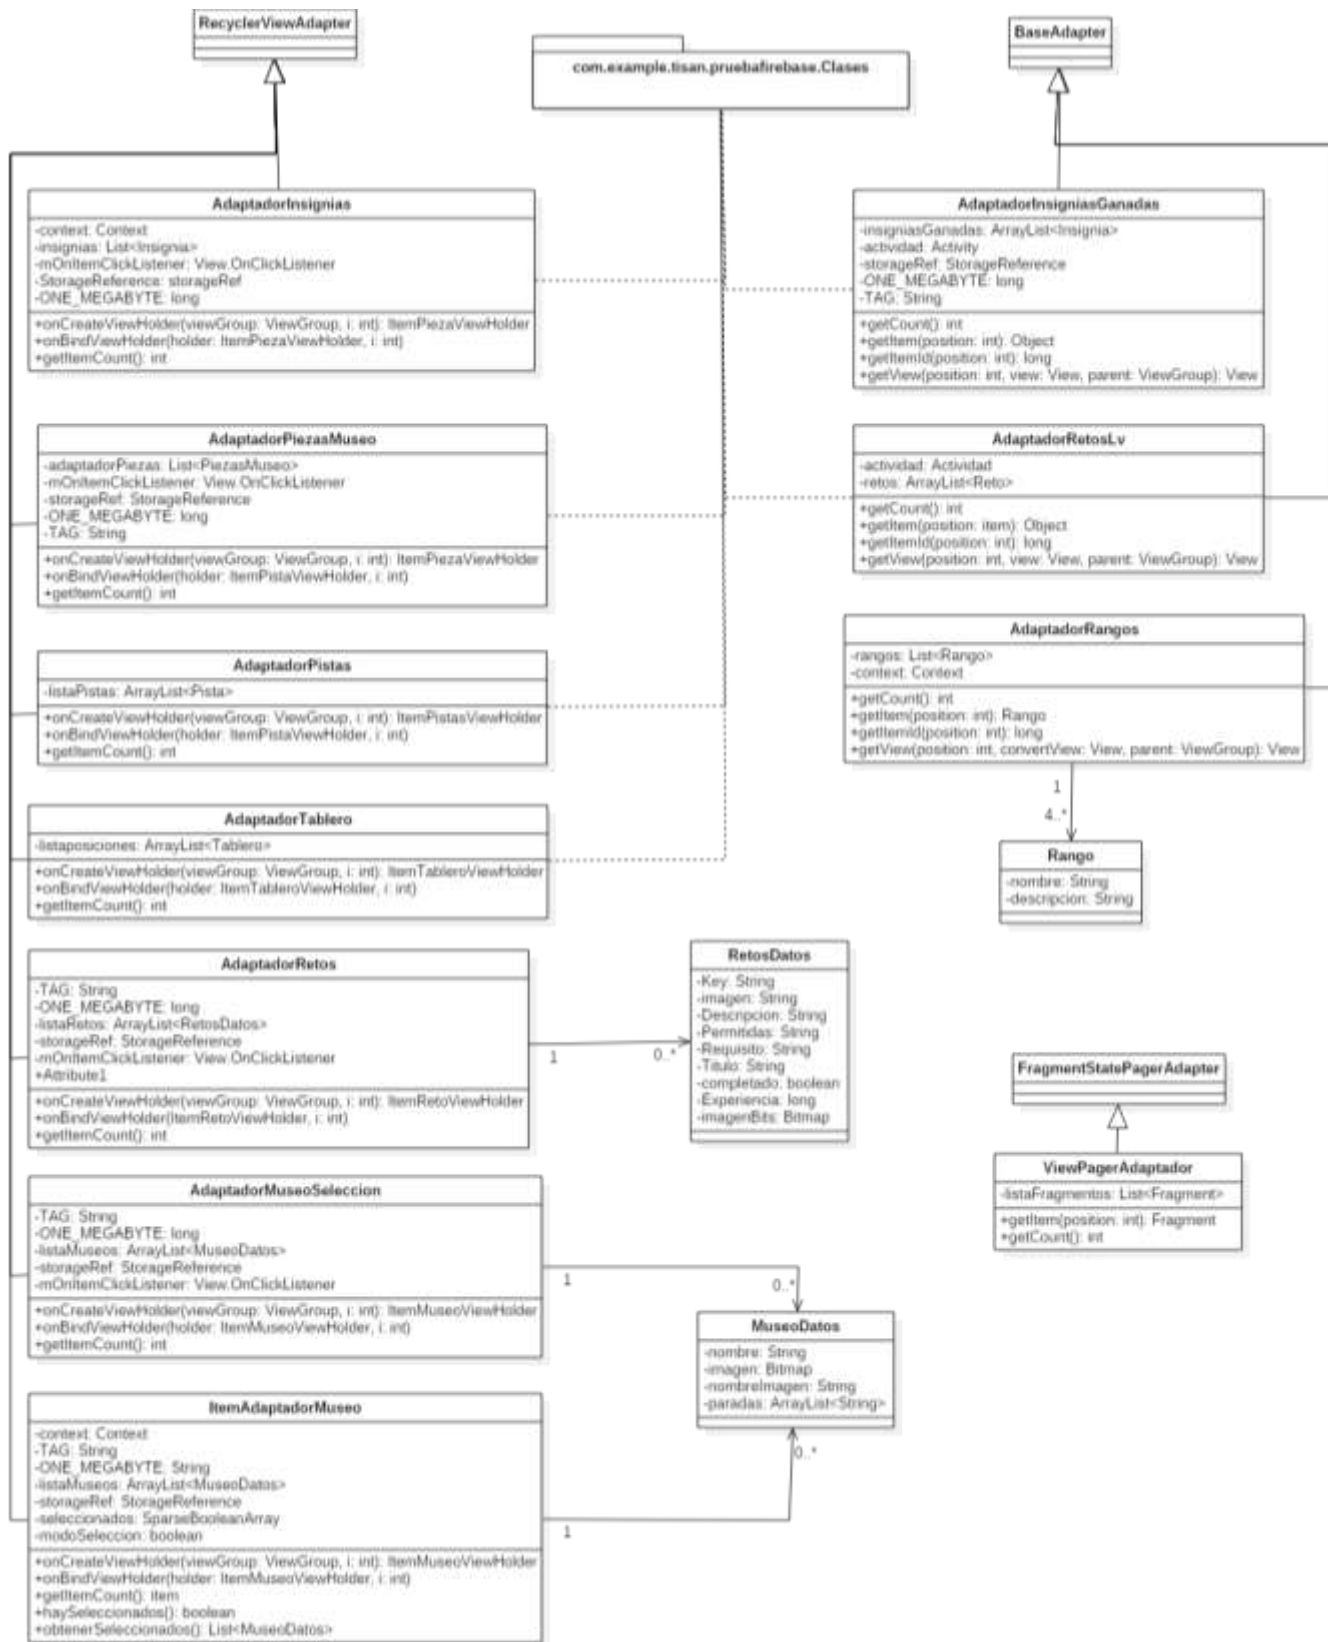 RecyclerViewAdapter
com.example.tisan.pruebafirebase.Clases
BaseAdapter
AdaptadorInsignias
-context: Context
-insignias: List<Insignia>
-mOnItemClickListener: View.OnClickListener
-StorageReference: storageRef
-ONE_MEGABYTE: long
+onCreateViewHolder(viewGroup: ViewGroup, i: int): ItemPiezaViewHolder
+onBindViewHolder(holder: ItemPiezaViewHolder, i: int)
+getItemCount(): int
AdaptadorInsigniasGanadas
-insigniasGanadas: ArrayList<Insignia>
-actividad: Activity
-storageRef: StorageReference
-ONE_MEGABYTE: long
-TAG: String
+getCount(): int
+getItem(position: int): Object
+getItemId(position: int): long
+getView(position: int, view: View, parent: ViewGroup): View
AdaptadorPiezasMuseo
-adaptadorPiezas: List<PiezasMuseo>
-mOnItemClickListener: View.OnClickListener
-storageRef: StorageReference
-ONE_MEGABYTE: long
-TAG: String
+onCreateViewHolder(viewGroup: ViewGroup, i: int): ItemPiezaViewHolder
+onBindViewHolder(holder: ItemPistaViewHolder, i: int)
+getItemCount(): int
AdaptadorRetosLv
-actividad: Actividad
-retos: ArrayList<Reto>
+getCount(): int
+getItem(position: item): Object
+getItemId(position: int): long
+getView(position: int, view: View, parent: ViewGroup): View
AdaptadorPistas
-listaPistas: ArrayList<Pista>
+onCreateViewHolder(viewGroup: ViewGroup, i: int): ItemPistasViewHolder
+onBindViewHolder(holder: ItemPistaViewHolder, i: int)
+getItemCount(): int
AdaptadorRangos
-rangos: List<Rango>
-context: Context
+getCount(): int
+getItem(position: int): Rango
+getItemId(position: int): long
+getView(position: int, convertView: View, parent: ViewGroup): View
1
4..*
AdaptadorTablero
-listaposiciones: ArrayList<Tablero>
+onCreateViewHolder(viewGroup: ViewGroup, i: int): ItemTableroViewHolder
+onBindViewHolder(holder: ItemTableroViewHolder, i: int)
+getItemCount(): int
Rango
-nombre: String
-descripcion: String
AdaptadorRetos
-TAG: String
-ONE_MEGABYTE: long
-listaRetos: ArrayList<RetosDatos>
-storageRef: StorageReference
-mOnItemClickListener: View.OnClickListener
+Attribute1
+onCreateViewHolder(viewGroup: ViewGroup, i: int): ItemRetoViewHolder
+onBindViewHolder(ItemRetoViewHolder, i: int)
+getItemCount(): int
1
0..*
RetosDatos
-Key: String
-imagen: String
-Descripcion: String
-Permitidas: String
-Requisito: String
-Titulo: String
-completado: boolean
-Experiencia: long
-imagenBits: Bitmap
FragmentStatePagerAdapter
ViewPagerAdaptador
-listaFragmentos: List<Fragment>
+getItem(position: int): Fragment
+getCount(): int
AdaptadorMuseoSeleccion
-TAG: String
-ONE_MEGABYTE: long
-listaMuseos: ArrayList<MuseoDatos>
-storageRef: StorageReference
-mOnItemClickListener: View.OnClickListener
+onCreateViewHolder(viewGroup: ViewGroup, i: int): ItemMuseoViewHolder
+onBindViewHolder(holder: ItemMuseoViewHolder, i: int)
+getItemCount(): int
1
0..*
MuseoDatos
-nombre: String
-imagen: Bitmap
-nombreImagen: String
-paradas: ArrayList<String>
0..*
ItemAdaptadorMuseo
-context: Context
-TAG: String
-ONE_MEGABYTE: String
-listaMuseos: ArrayList<MuseoDatos>
-storageRef: StorageReference
-seleccionados: SparseBooleanArray
-modoSeleccion: boolean
+onCreateViewHolder(viewGroup: ViewGroup, i: int): ItemMuseoViewHolder
+onBindViewHolder(holder: ItemMuseoViewHolder, i: int)
+getItemCount(): item
+haySeleccionados(): boolean
+obtenerSeleccionados(): List<MuseoDatos>
1